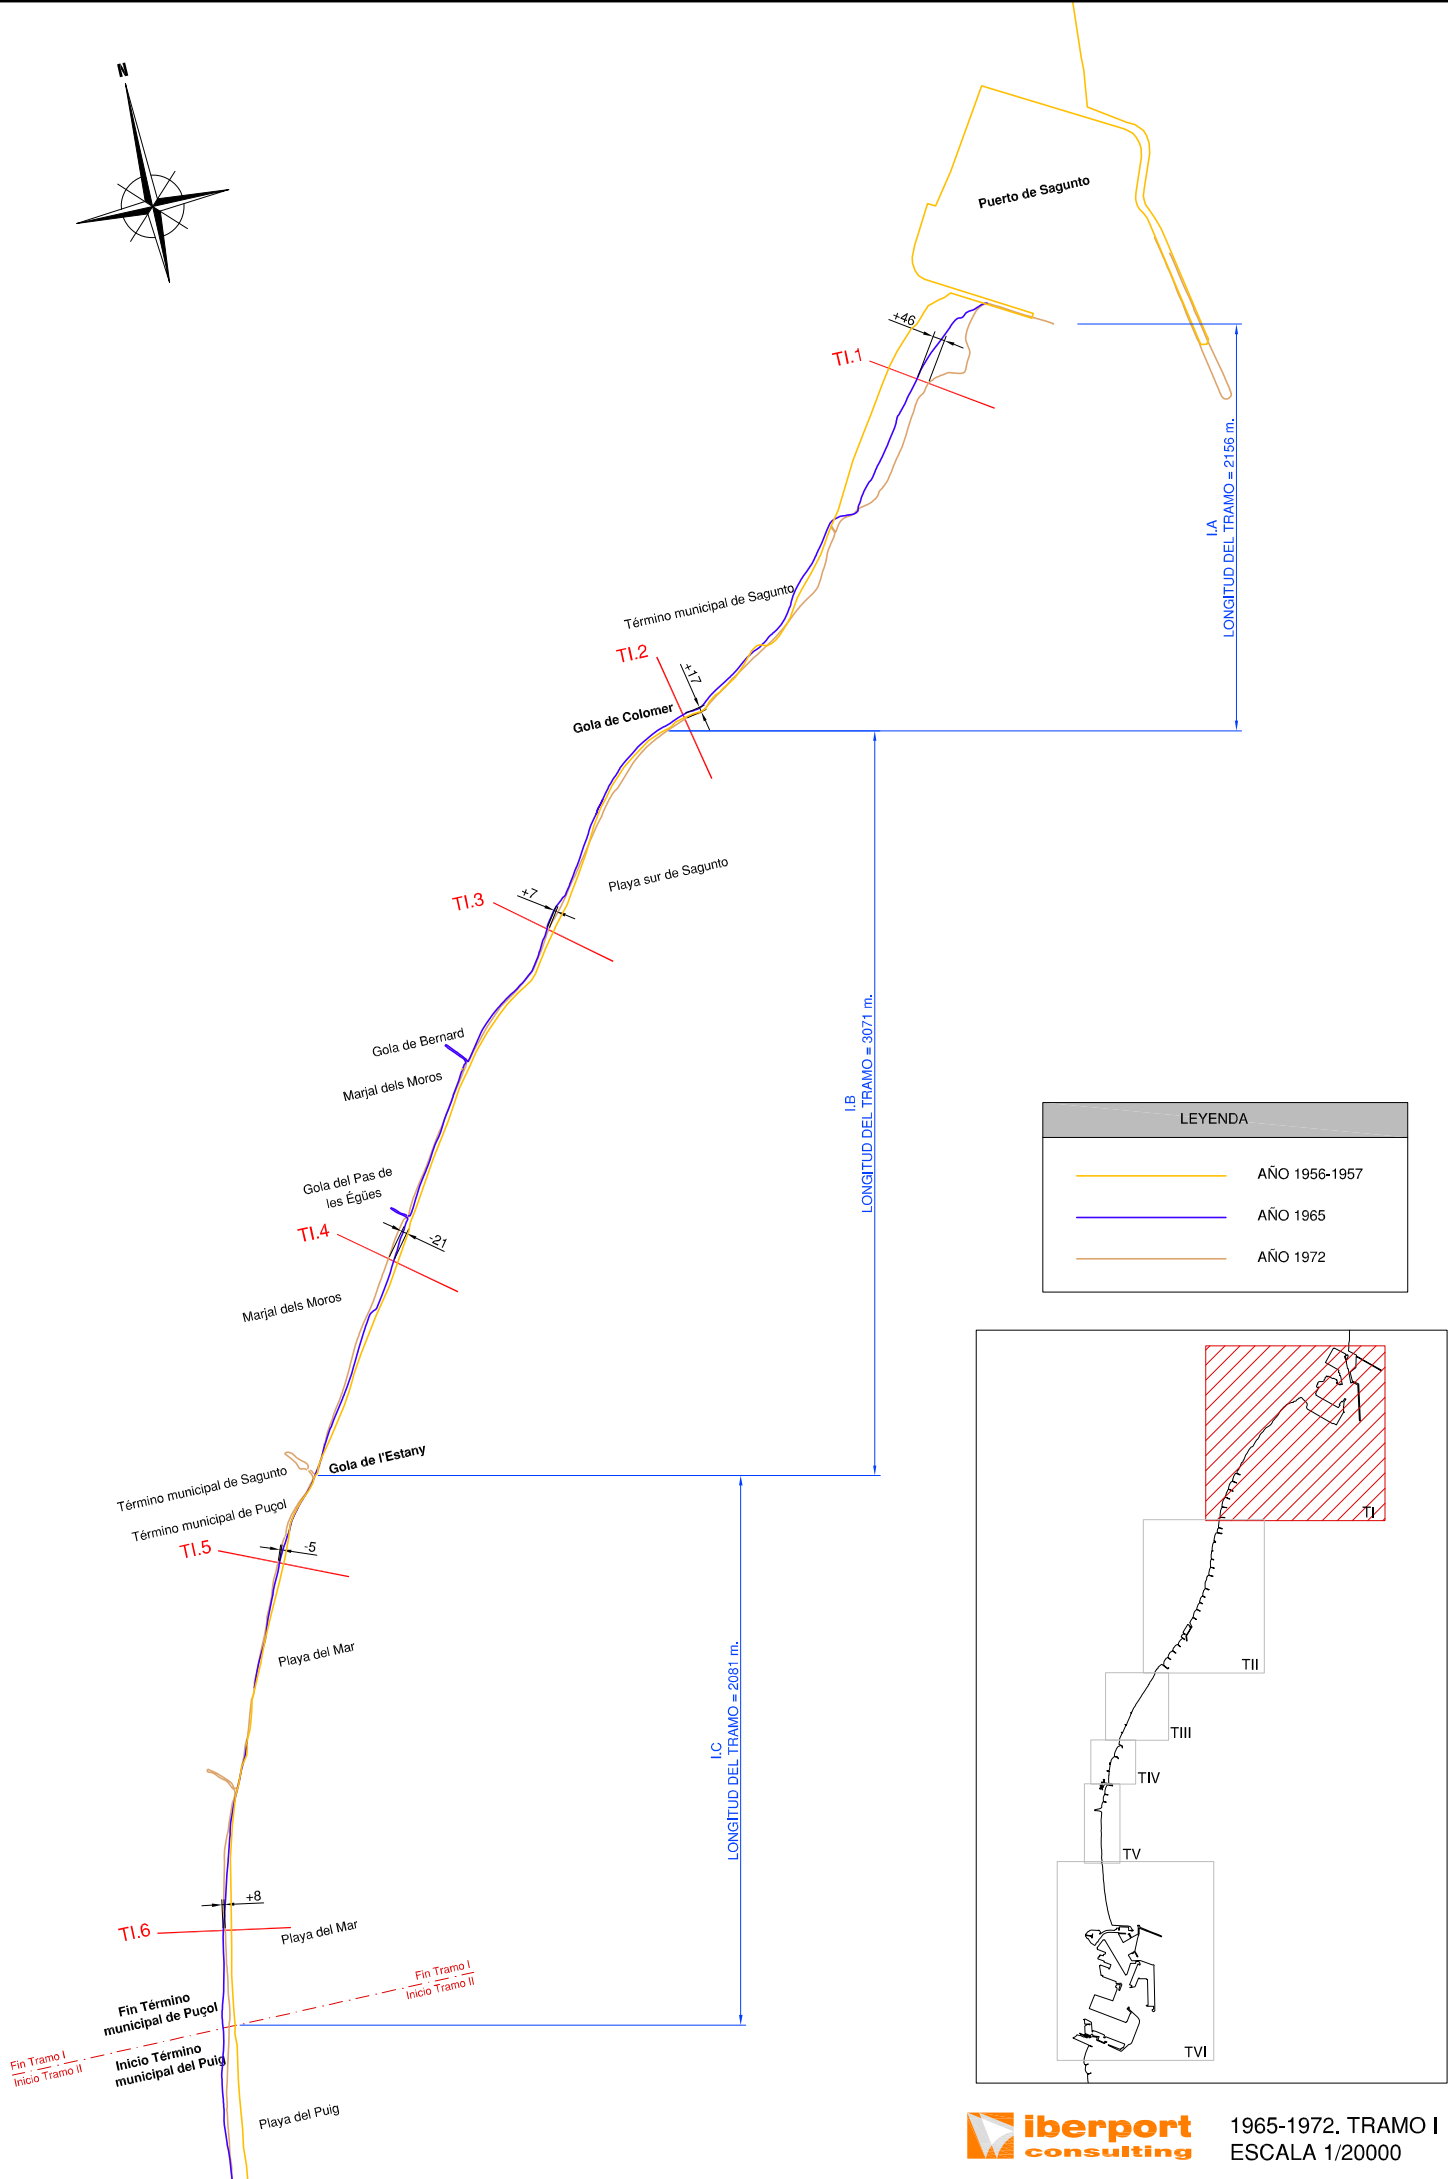 N
Puerto de Sagunto
+46
TI.1
I.A
LONGITUD DEL TRAMO = 2156 m.
Término municipal de Sagunto
TI.2
+17
Gola de Colomer
Playa sur de Sagunto
TI.3
+7
I.B
LONGITUD DEL TRAMO = 3071 m.
Gola de Bernard
Marjal dels Moros
Gola del Pas de
les Égües
TI.4
-21
Marjal dels Moros
LEYENDA
AÑO 1956-1957
AÑO 1965
AÑO 1972
Gola de l'Estany
Término municipal de Sagunto
Término municipal de Puçol
TI.5
-5
Playa del Mar
I.C
LONGITUD DEL TRAMO = 2081 m.
+8
TI.6
Playa del Mar
Fin Tramo I
Inicio Tramo II
Fin Término
municipal de Puçol
Fin Tramo I
Inicio Tramo II
Inicio Término
municipal del Puig
Playa del Puig
TI
TII
TIII
TIV
TV
TVI
iberport
consulting
1965-1972. TRAMO I
ESCALA 1/20000